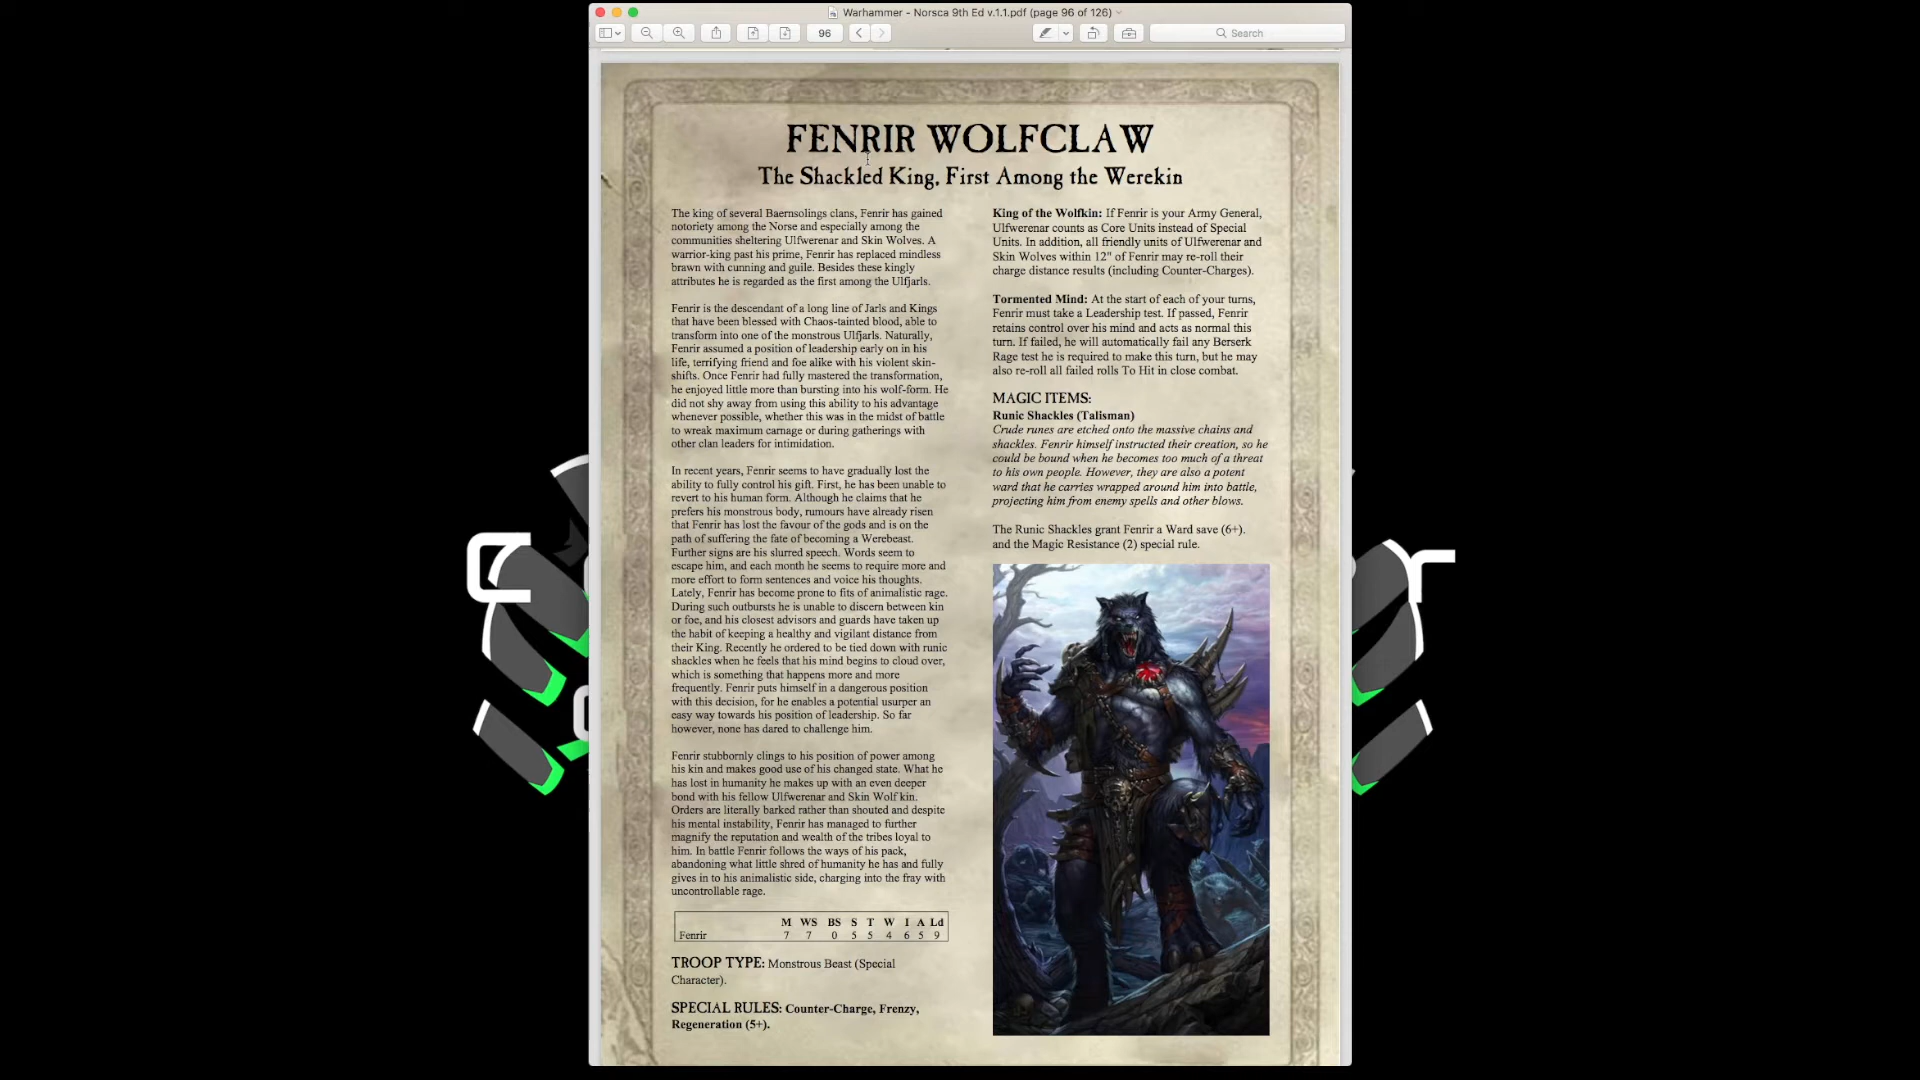 Warhammer - Norsca 9th Ed v.1.1.pdf (page 96 of 126)
96
Search
FENRIR WOLFCLAW
The Shackled King, First Among the Werekin
The king of several Baernsolings clans, Fenrir has gained
notoriety among the Norse and especially among the
communities sheltering Ulfwerenar and Skin Wolves. A
warrior-king past his prime, Fenrir has replaced mindless
brawn with cunning and guile. Besides these kingly
attributes he is regarded as the first among the Ulfjarls.
Fenrir is the descendant of a long line of Jarls and Kings
that have been blessed with Chaos-tainted blood, able to
transform into one of the monstrous Ulfjarls. Naturally,
Fenrir assumed a position of leadership early on in his
life, terrifying friend and foe alike with his violent skin-
shifts. Once Fenrir had fully mastered the transformation,
he enjoyed little more than bursting into his wolf-form. He
did not shy away from using this ability to his advantage
whenever possible, whether this was in the midst of battle
to wreak maximum carnage or during gatherings with
other clan leaders for intimidation.
In recent years, Fenrir seems to have gradually lost the
ability to fully control his gift. First, he has been unable to
revert to his human form. Although he claims that he
prefers his monstrous body, rumours have already risen
that Fenrir has lost the favour of the gods and is on the
path of suffering the fate of becoming a Werebeast.
Further signs are his slurred speech. Words seem to
escape him, and each month he seems to require more and
more effort to form sentences and voice his thoughts.
Lately, Fenrir has become prone to fits of animalistic rage.
During such outbursts he is unable to discern between kin
or foe, and his closest advisors and guards have taken up
the habit of keeping a healthy and vigilant distance from
their King. Recently he ordered to be tied down with runic
shackles when he feels that his mind begins to cloud over,
which is something that happens more and more
frequently. Fenrir puts himself in a dangerous position
with this decision, for he enables a potential usurper an
easy way towards his position of leadership. So far
however, none has dared to challenge him.
Fenrir stubbornly clings to his position of power among
his kin and makes good use of his changed state. What he
has lost in humanity he makes up with an even deeper
bond with his fellow Ulfwerenar and Skin Wolf kin.
Orders are literally barked rather than shouted and despite
his mental instability, Fenrir has managed to further
magnify the reputation and wealth of the tribes loyal to
him. In battle Fenrir follows the ways of his pack,
abandoning what little shred of humanity he has and fully
gives in to his animalistic side, charging into the fray with
uncontrollable rage.
M WS BS S T W I A Ld
Fenrir 7 7 0 5 5 4 6 5 9
TROOP TYPE: Monstrous Beast (Special
Character).
SPECIAL RULES: Counter-Charge, Frenzy,
Regeneration (5+).
King of the Wolfkin: If Fenrir is your Army General,
Ulfwerenar counts as Core Units instead of Special
Units. In addition, all friendly units of Ulfwerenar and
Skin Wolves within 12" of Fenrir may re-roll their
charge distance results (including Counter-Charges).
Tormented Mind: At the start of each of your turns,
Fenrir must take a Leadership test. If passed, Fenrir
retains control over his mind and acts as normal this
turn. If failed, he will automatically fail any Berserk
Rage test he is required to make this turn, but he may
also re-roll all failed rolls To Hit in close combat.
MAGIC ITEMS:
Runic Shackles (Talisman)
Crude runes are etched onto the massive chains and
shackles. Fenrir himself instructed their creation, so he
could be bound when he becomes too much of a threat
to his own people. However, they are also a potent
ward that he carries wrapped around him into battle,
projecting him from enemy spells and other blows.
The Runic Shackles grant Fenrir a Ward save (6+).
and the Magic Resistance (2) special rule.